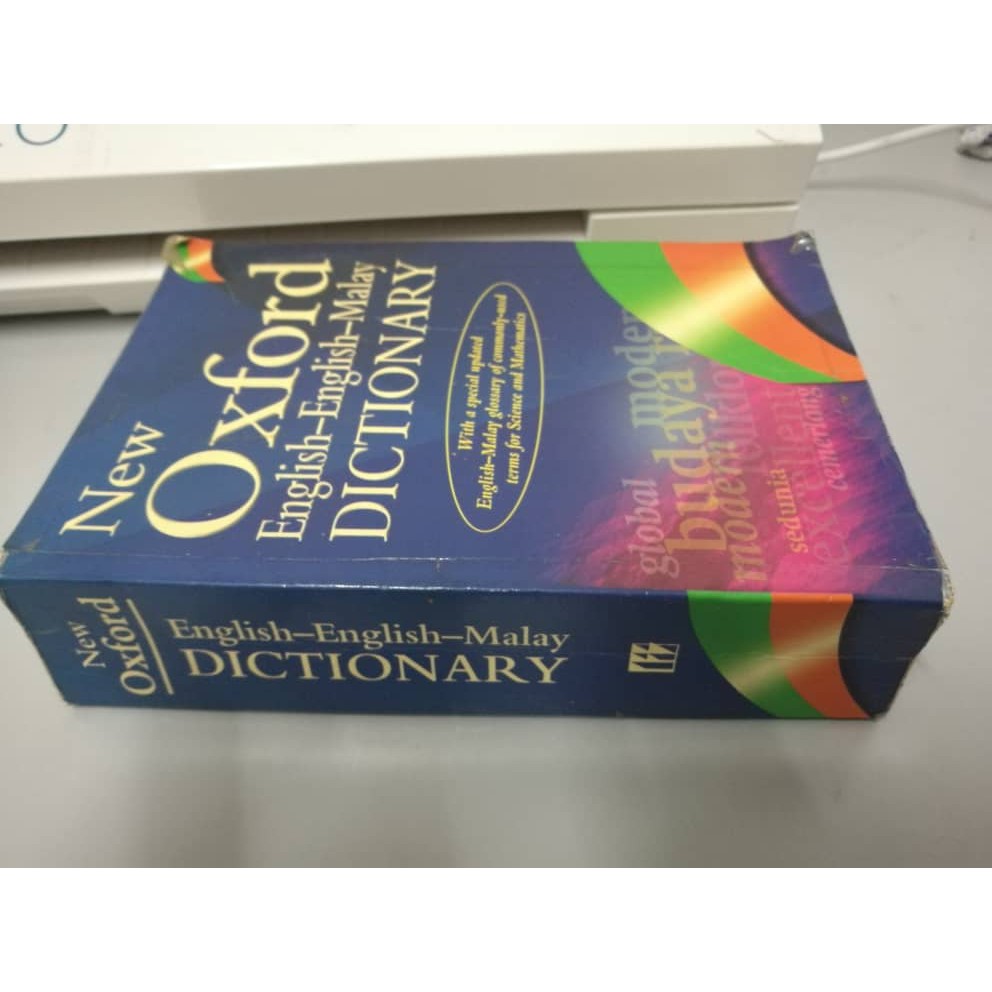 New
Oxford
English–English–Malay
DICTIONARY
With a special updated
English–Malay glossary of commonly-used
terms for Science and Mathematics
global
moden
budaya
sedunia
excellent
cemerlang
New
Oxford
English–English–Malay
DICTIONARY